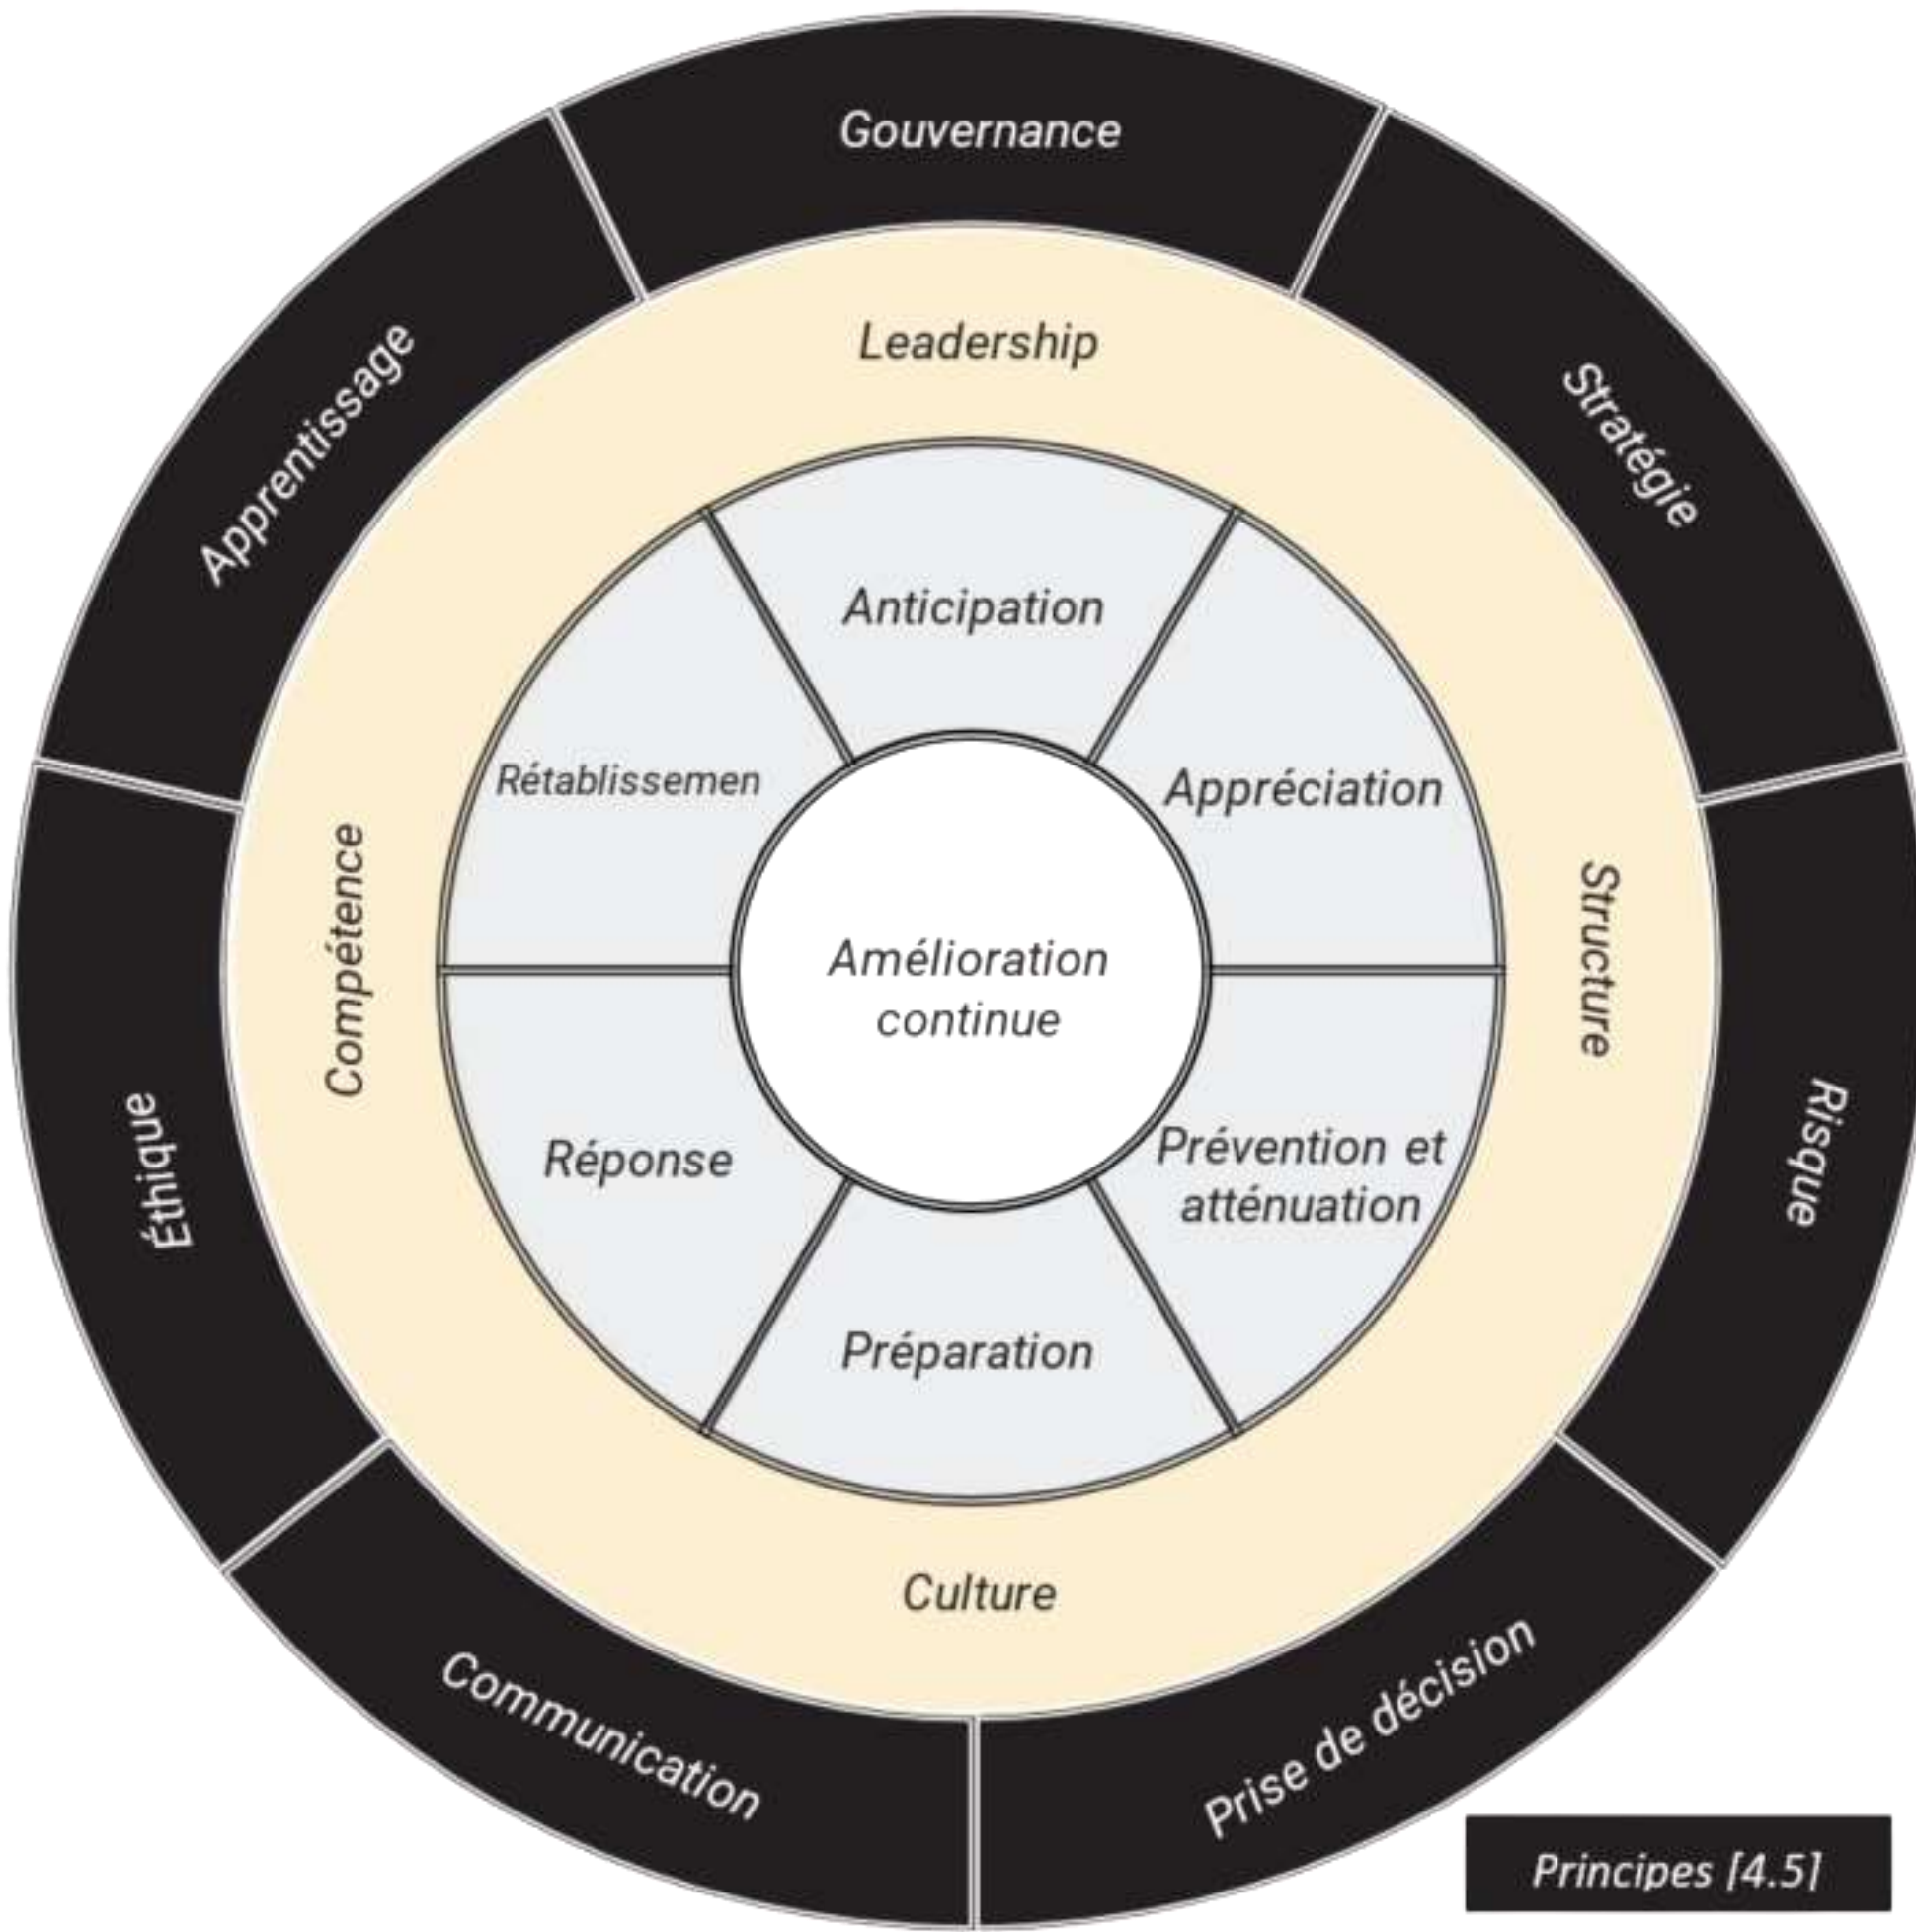 Gouvernance
Stratégie
Risque
Prise de décision
Communication
Éthique
Apprentissage
Leadership
Structure
Culture
Compétence
Anticipation
Appréciation
Prévention et
atténuation
Préparation
Réponse
Rétablissemen
Amélioration
continue
Principes [4.5]